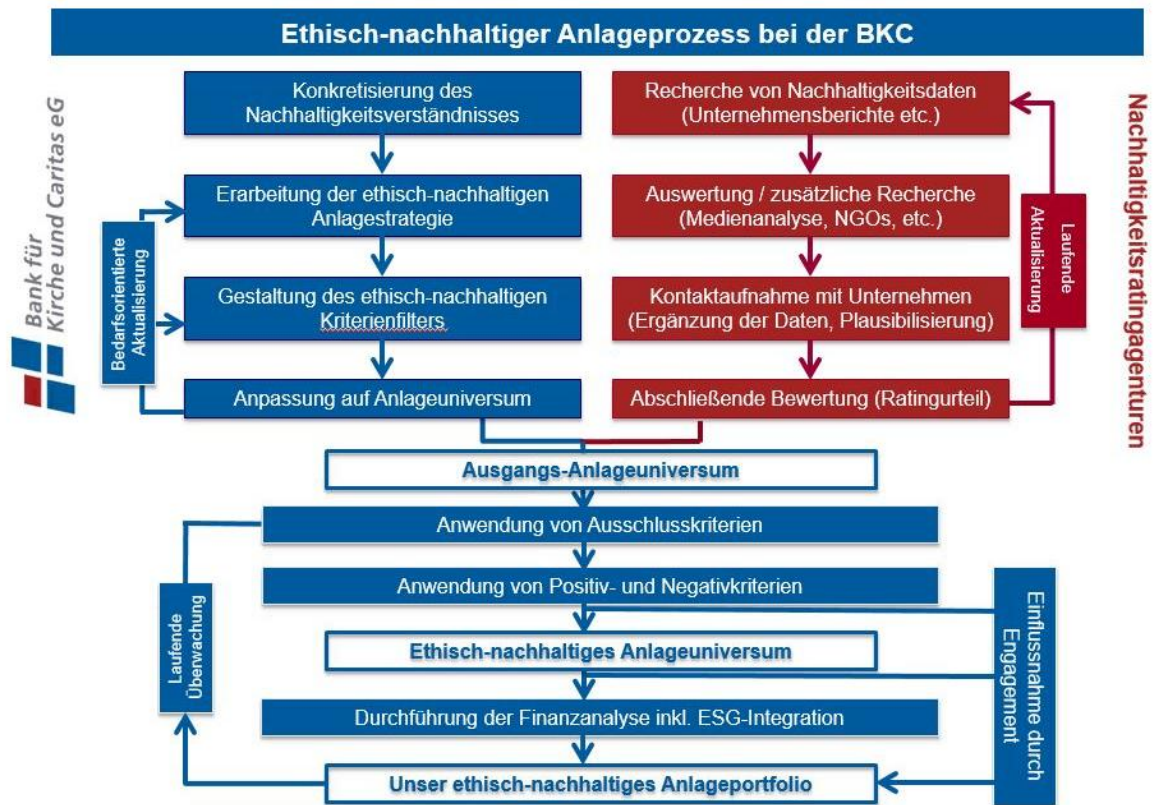 Ethisch-nachhaltiger Anlageprozess bei der BKC
Bank für
Kirche und Caritas eG
Konkretisierung des
Nachhaltigkeitsverständnisses
Erarbeitung der ethisch-nachhaltigen
Anlagestrategie
Gestaltung des ethisch-nachhaltigen
Kriterienfilters
Anpassung auf Anlageuniversum
Bedarfsorientierte
Aktualisierung
Recherche von Nachhaltigkeitsdaten
(Unternehmensberichte etc.)
Auswertung / zusätzliche Recherche
(Medienanalyse, NGOs, etc.)
Kontaktaufnahme mit Unternehmen
(Ergänzung der Daten, Plausibilisierung)
Abschließende Bewertung (Ratingurteil)
Laufende
Aktualisierung
Nachhaltigkeitsratingagenturen
Ausgangs-Anlageuniversum
Anwendung von Ausschlusskriterien
Anwendung von Positiv- und Negativkriterien
Ethisch-nachhaltiges Anlageuniversum
Durchführung der Finanzanalyse inkl. ESG-Integration
Unser ethisch-nachhaltiges Anlageportfolio
Laufende
Überwachung
Einflussnahme durch
Engagement